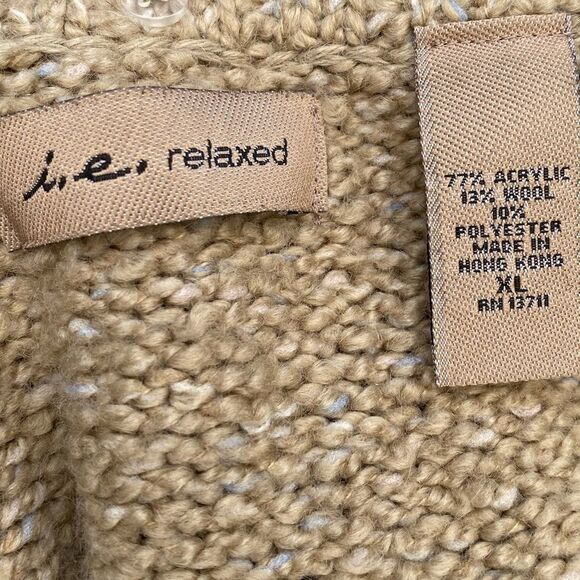 i.e. relaxed
77% ACRYLIC
13% WOOL
10%
POLYESTER
MADE IN
HONG KONG
XL
RN 13711